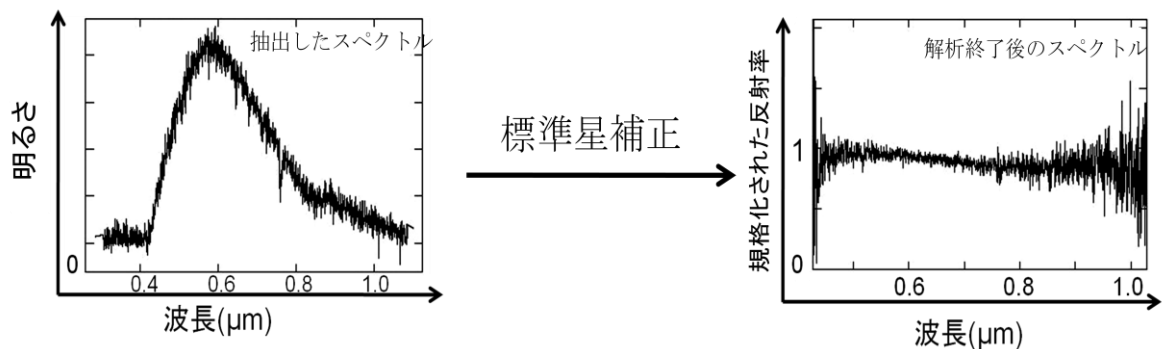 抽出したスペクトル
明るさ
0
0.4 0.6 0.8 1.0
波長(μm)
標準星補正
解析終了後のスペクトル
規格化された反射率
1
0
0.6 0.8 1.0
波長(μm)